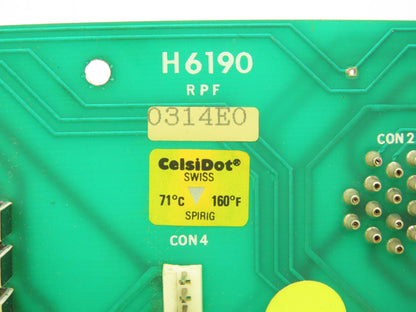 H6190
RPF
0314E0
CON2
CelsiDot®
SWISS
71°C 160°F
SPIRIG
CON4